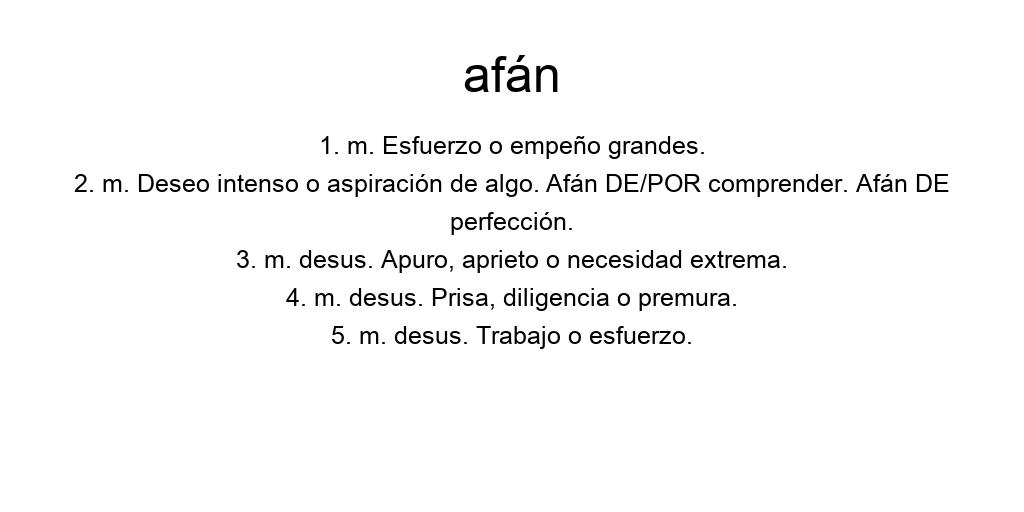 afán
1. m. Esfuerzo o empeño grandes.
2. m. Deseo intenso o aspiración de algo. Afán DE/POR comprender. Afán DE
perfección.
3. m. desus. Apuro, aprieto o necesidad extrema.
4. m. desus. Prisa, diligencia o premura.
5. m. desus. Trabajo o esfuerzo.